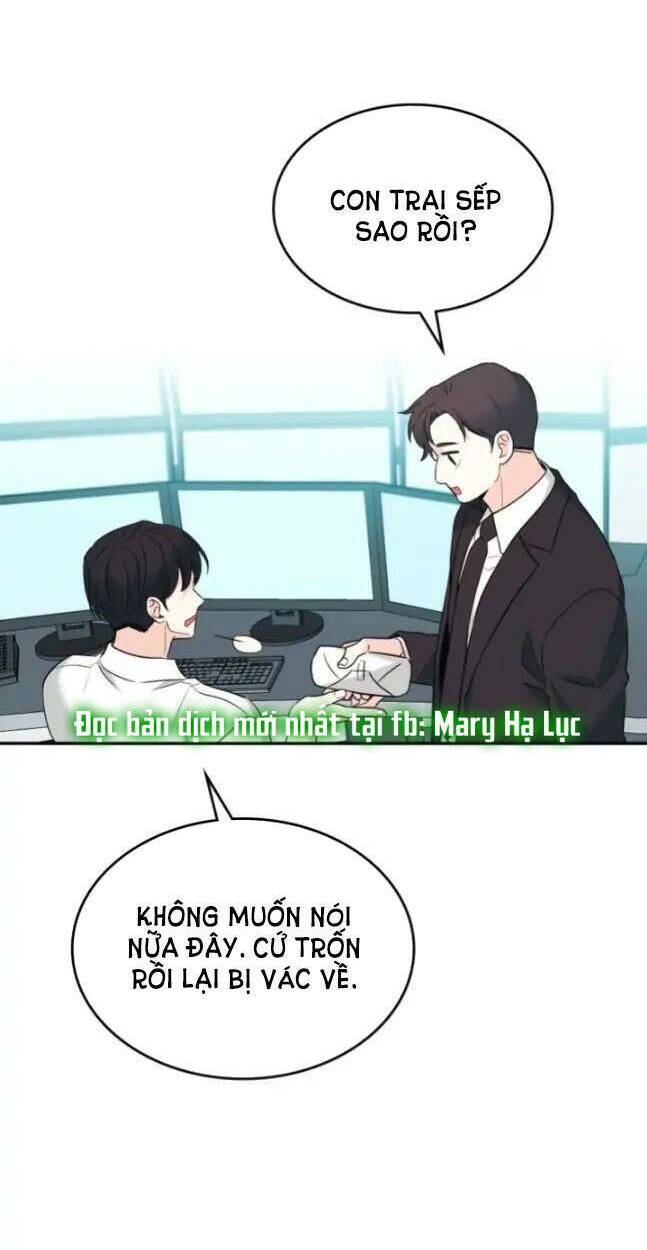 CON TRAI SẾP
SAO RỒI?
Đọc bản dịch mới nhất tại fb: Mary Hạ Lục
KHÔNG MUỐN NÓI
NỮA ĐÂY. CỨ TRỐN
RỒI LẠI BỊ VÁC VỀ.